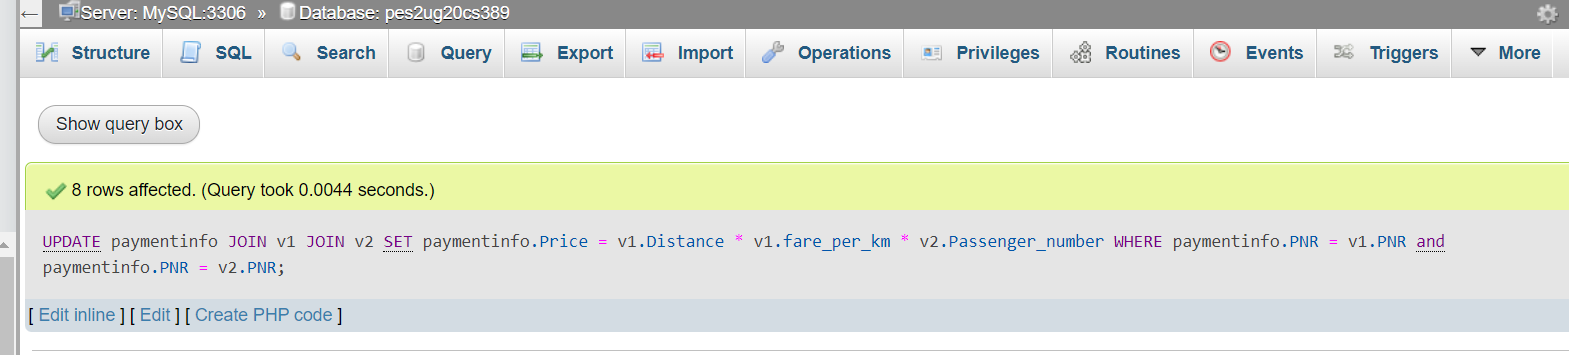 ← Server: MySQL:3306 » Database: pes2ug20cs389
Structure SQL Search Query Export Import Operations Privileges Routines Events Triggers More
Show query box
8 rows affected. (Query took 0.0044 seconds.)
UPDATE paymentinfo JOIN v1 JOIN v2 SET paymentinfo.Price = v1.Distance * v1.fare_per_km * v2.Passenger_number WHERE paymentinfo.PNR = v1.PNR and
paymentinfo.PNR = v2.PNR;
[ Edit inline ] [ Edit ] [ Create PHP code ]